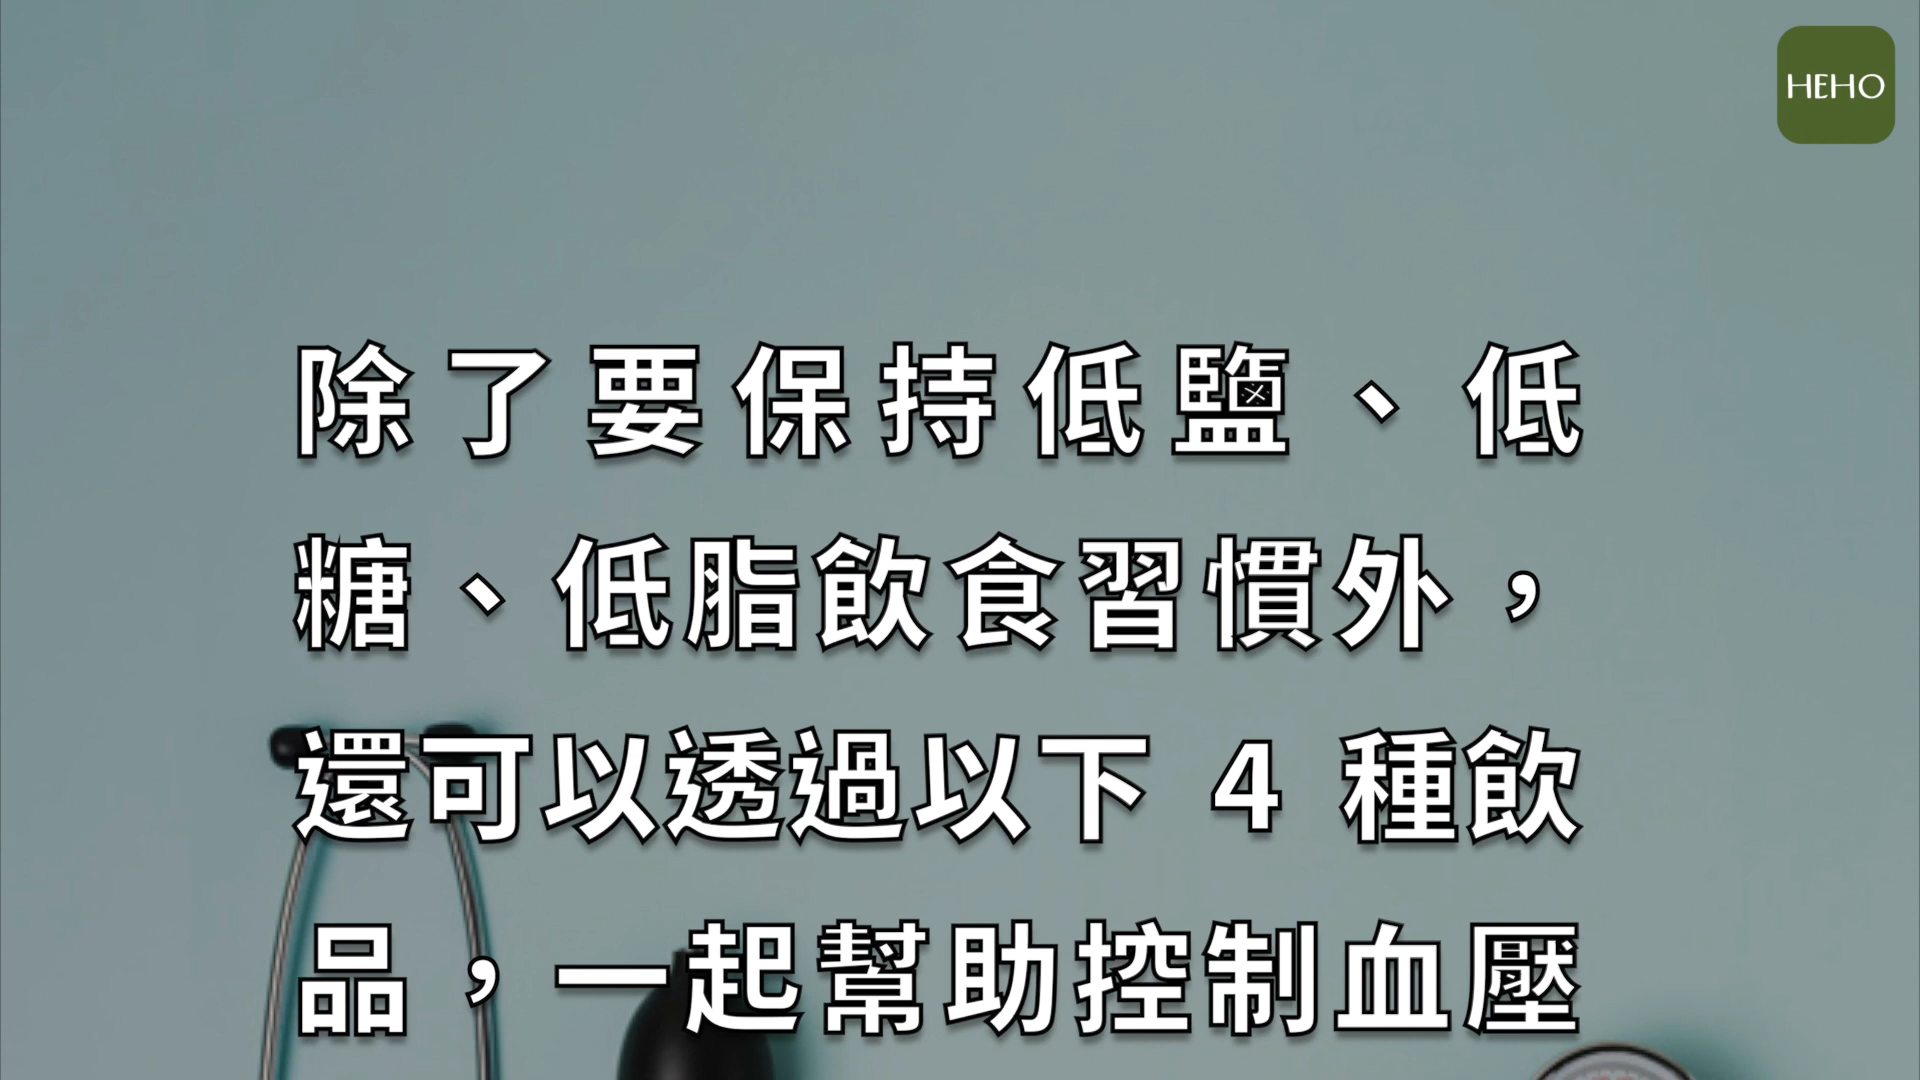 HEHO
除了要保持低鹽、低
糖、低脂飲食習慣外，
還可以透過以下 4 種飲
品，一起幫助控制血壓